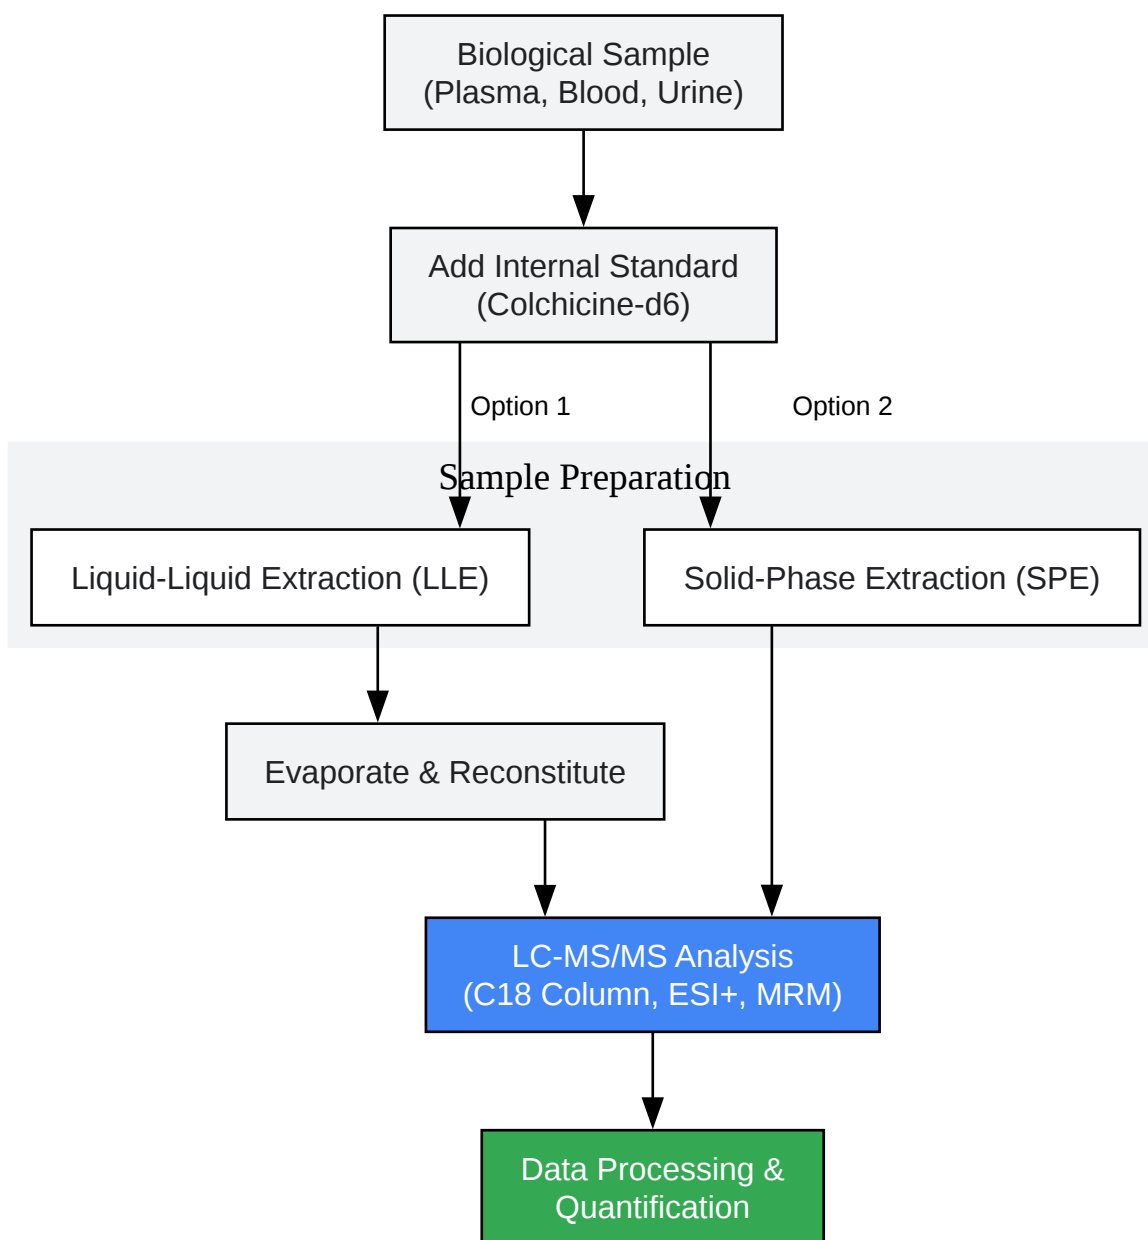 Biological Sample
(Plasma, Blood, Urine)
Add Internal Standard
(Colchicine-d6)
Option 1
Option 2
Sample Preparation
Liquid-Liquid Extraction (LLE)
Solid-Phase Extraction (SPE)
Evaporate & Reconstitute
LC-MS/MS Analysis
(C18 Column, ESI+, MRM)
Data Processing &
Quantification